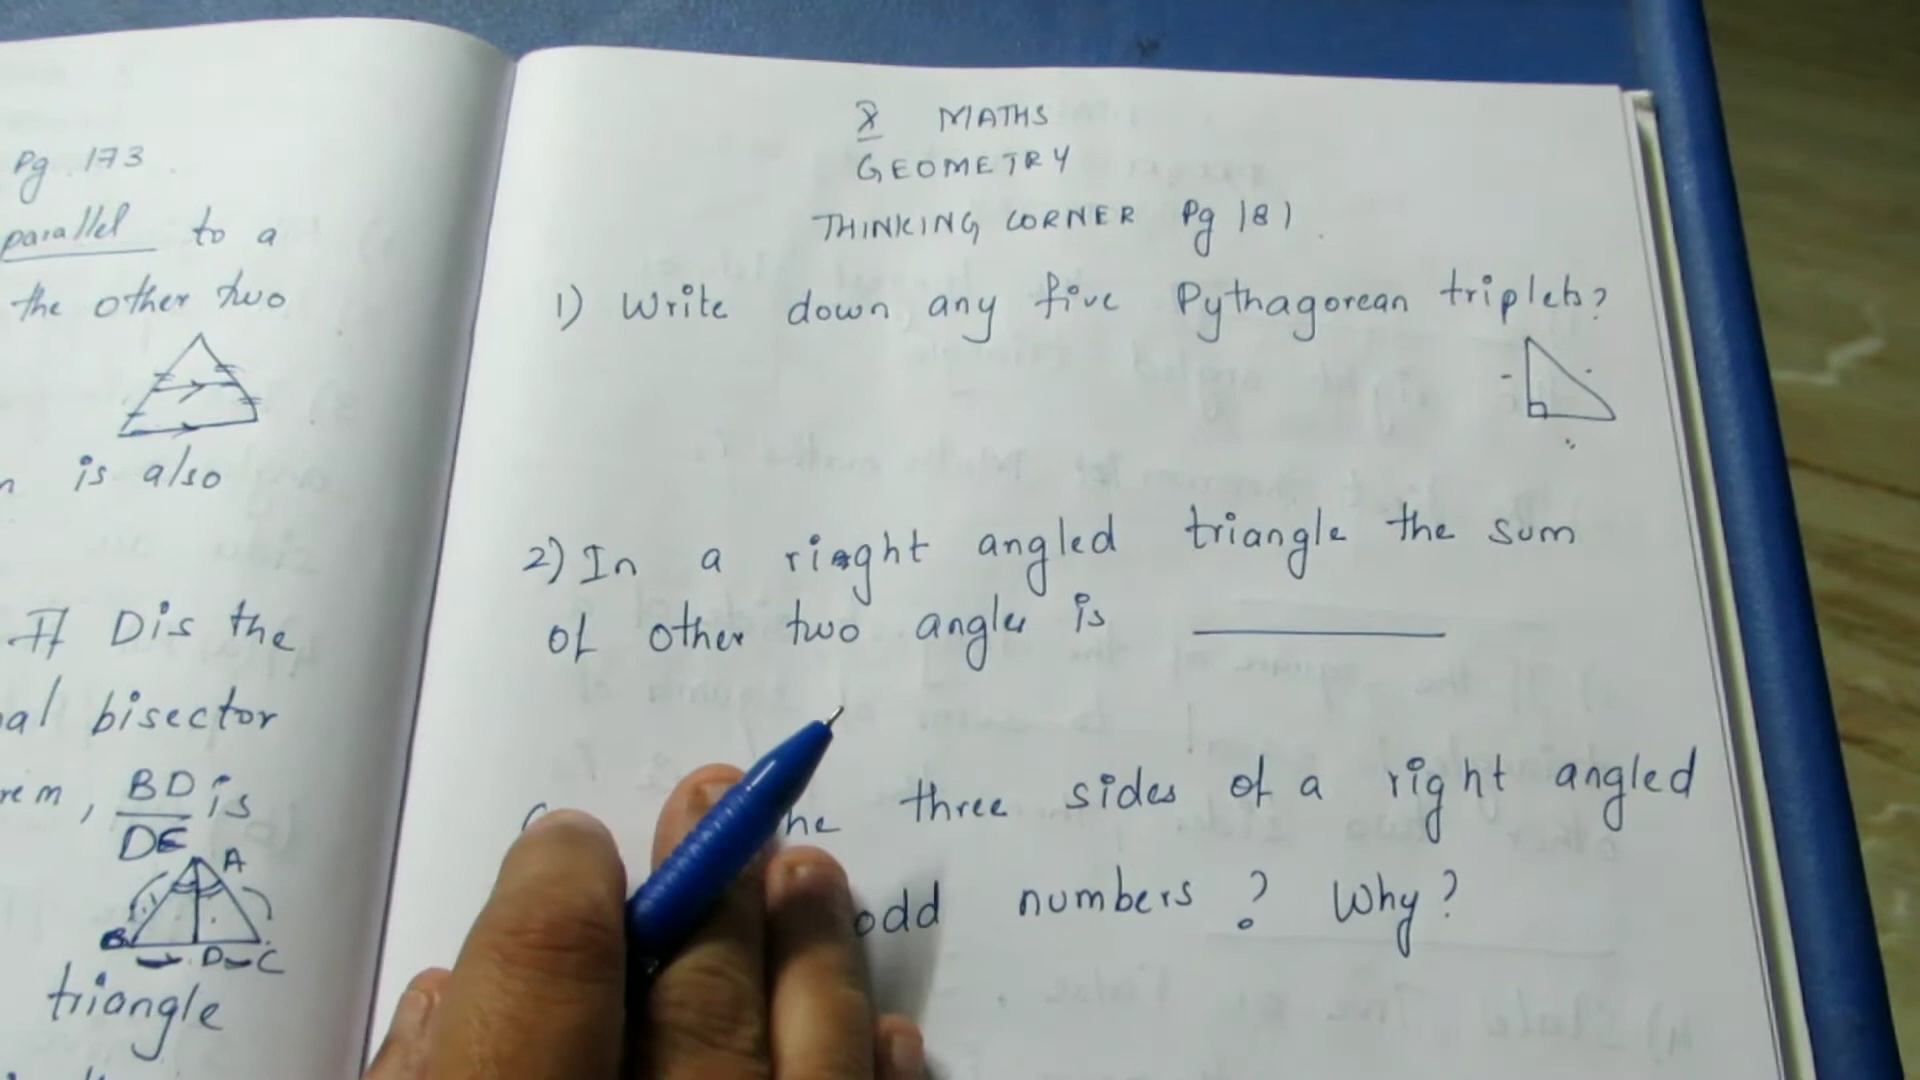 Pg 173
parallel to a
the other two
is also
If D is the
al bisector
rem, BD/DE is
A
B D C
triangle
X MATHS
GEOMETRY
THINKING CORNER Pg 181
1) Write down any five Pythagorean triplets?
2) In a right angled triangle the sum
of other two angles is
three sides of a right angled
odd numbers? Why?